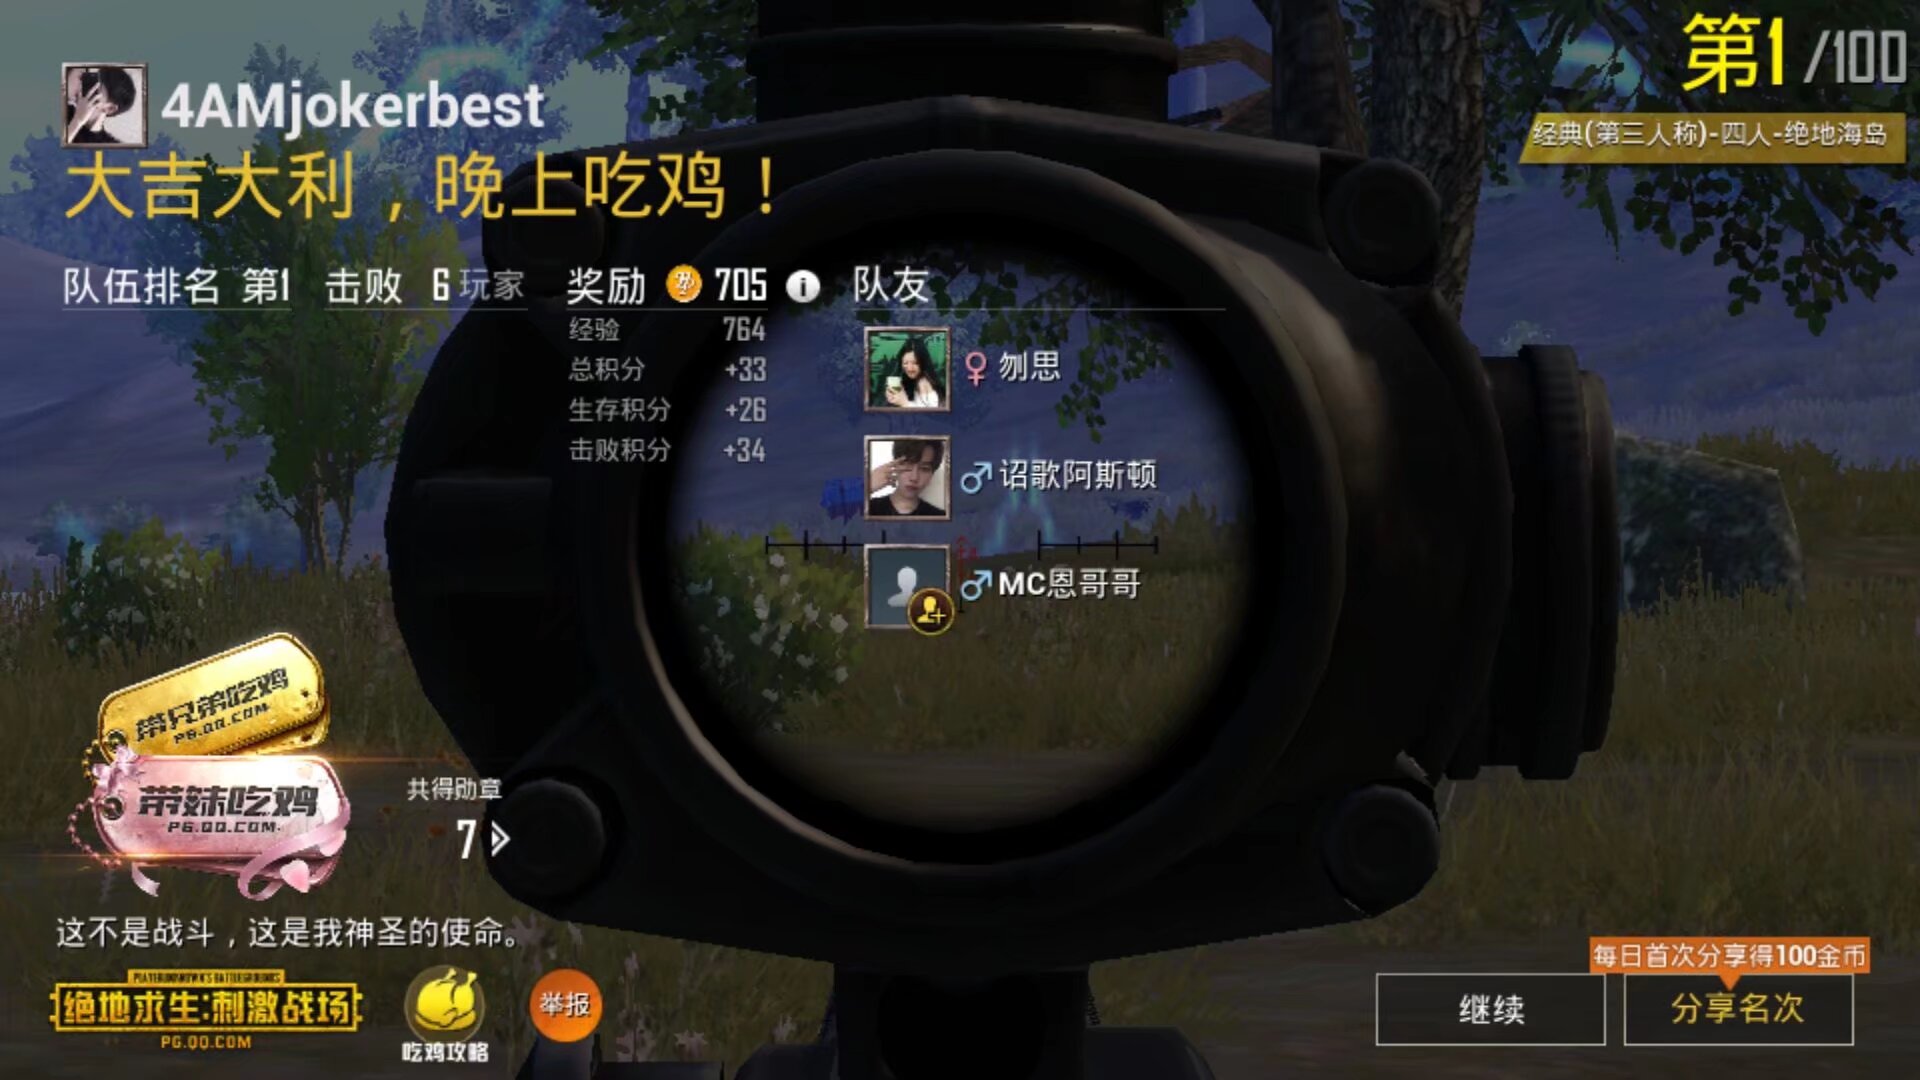 第1/100
4AMjokerbest
经典(第三人称)-四人-绝地海岛
大吉大利，晚上吃鸡！
队伍排名 第1 击败 6 玩家 奖励 705 队友
经验 764
总积分 +33
生存积分 +26
击败积分 +34
刎思
诏歌阿斯顿
MC恩哥哥
带兄弟吃鸡
PG.QQ.COM
带妹吃鸡
PG.QQ.COM
共得勋章
7
这不是战斗，这是我神圣的使命。
每日首次分享得100金币
PLAYERUNKNOWN'S BATTLEGROUNDS
绝地求生:刺激战场
PG.QQ.COM
吃鸡攻略
举报
继续
分享名次